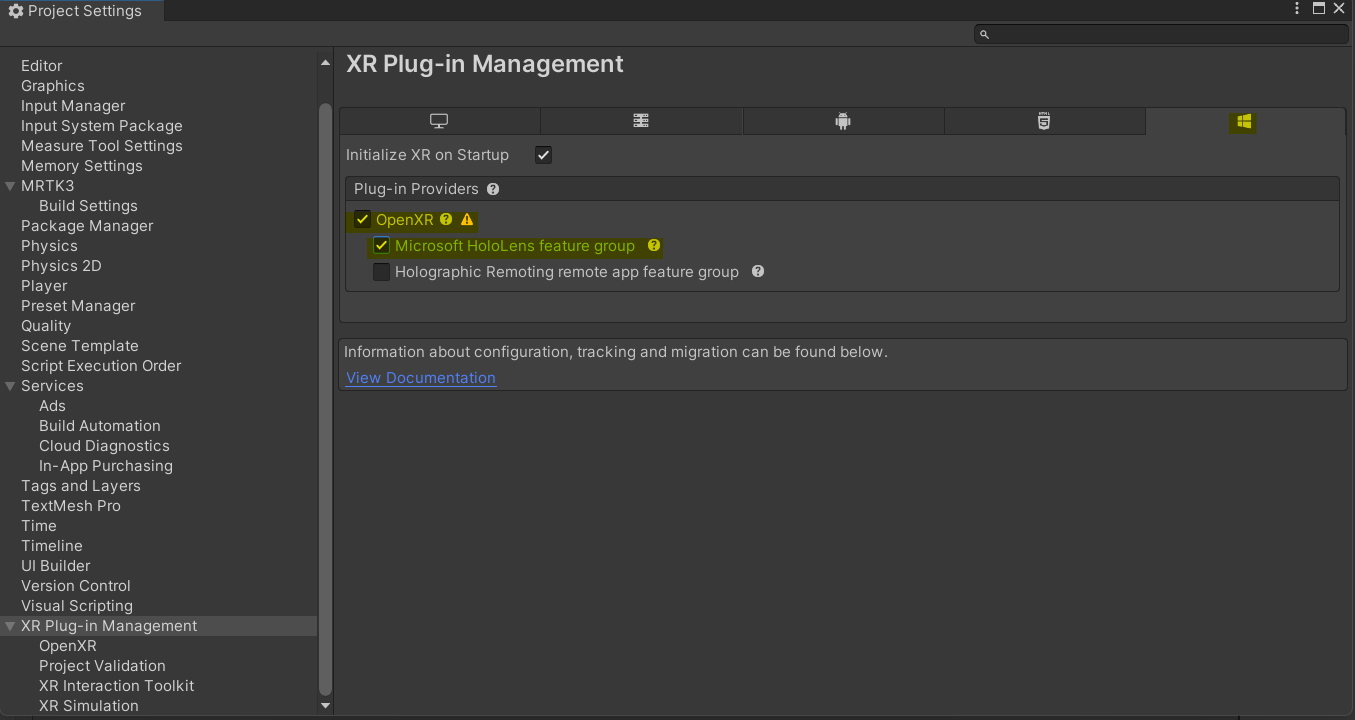 Project Settings
Editor
Graphics
Input Manager
Input System Package
Measure Tool Settings
Memory Settings
MRTK3
Build Settings
Package Manager
Physics
Physics 2D
Player
Preset Manager
Quality
Scene Template
Script Execution Order
Services
Ads
Build Automation
Cloud Diagnostics
In-App Purchasing
Tags and Layers
TextMesh Pro
Time
Timeline
UI Builder
Version Control
Visual Scripting
XR Plug-in Management
OpenXR
Project Validation
XR Interaction Toolkit
XR Simulation
XR Plug-in Management
HTML 5
Initialize XR on Startup
Plug-in Providers ?
OpenXR ?
Microsoft HoloLens feature group ?
Holographic Remoting remote app feature group ?
Information about configuration, tracking and migration can be found below.
View Documentation